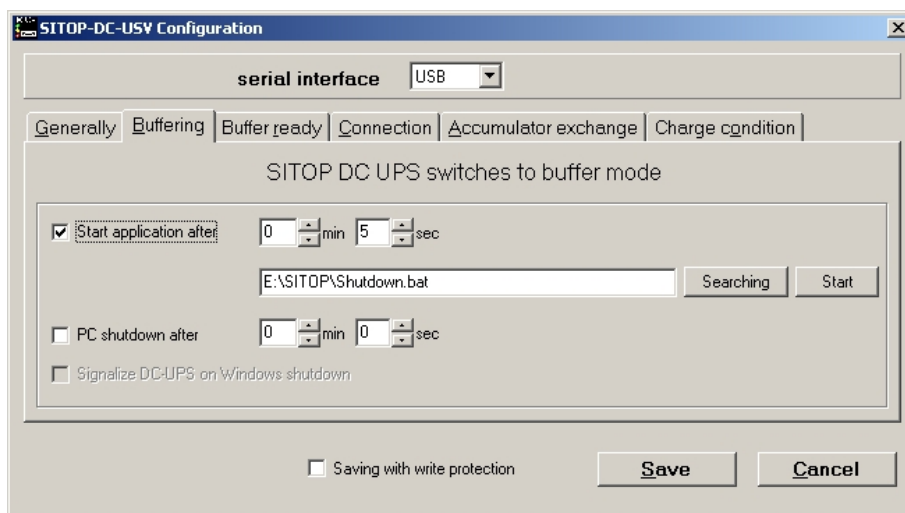 SITOP-DC-USV Configuration
serial interface USB
Generally Buffering Buffer ready Connection Accumulator exchange Charge condition
SITOP DC UPS switches to buffer mode
Start application after 0 min 5 sec
E:\SITOP\Shutdown.bat Searching Start
PC shutdown after 0 min 0 sec
Signalize DC-UPS on Windows shutdown
Saving with write protection Save Cancel